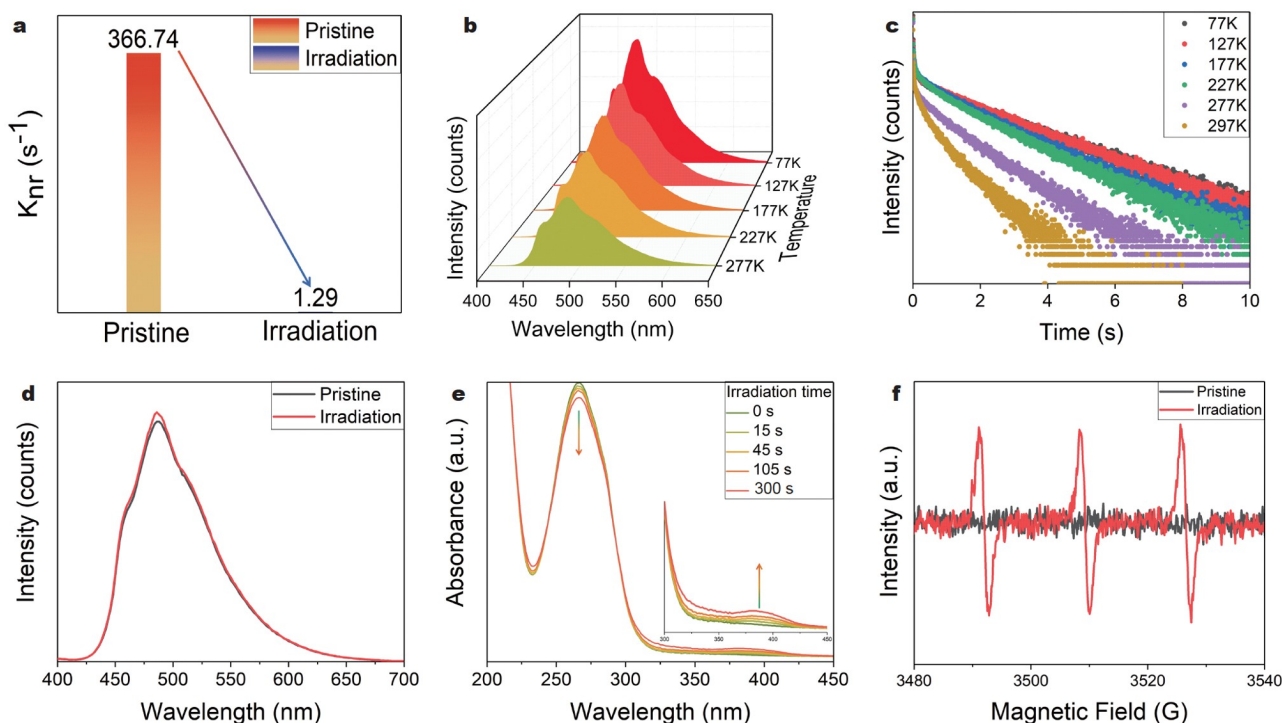 a
366.74
Pristine
Irradiation
Knr (s⁻¹)
1.29
Pristine
Irradiation
b
Intensity (counts)
77K
127K
177K
227K
277K
Temperature
400
450
500
550
600
650
Wavelength (nm)
c
77K
127K
177K
227K
277K
297K
Intensity (counts)
0
2
4
6
8
10
Time (s)
d
Pristine
Irradiation
Intensity (counts)
400
450
500
550
600
650
700
Wavelength (nm)
e
Irradiation time
0 s
15 s
45 s
105 s
300 s
Absorbance (a.u.)
300
350
400
450
200
250
300
350
400
450
Wavelength (nm)
f
Pristine
Irradiation
Intensity (a.u.)
3480
3500
3520
3540
Magnetic Field (G)